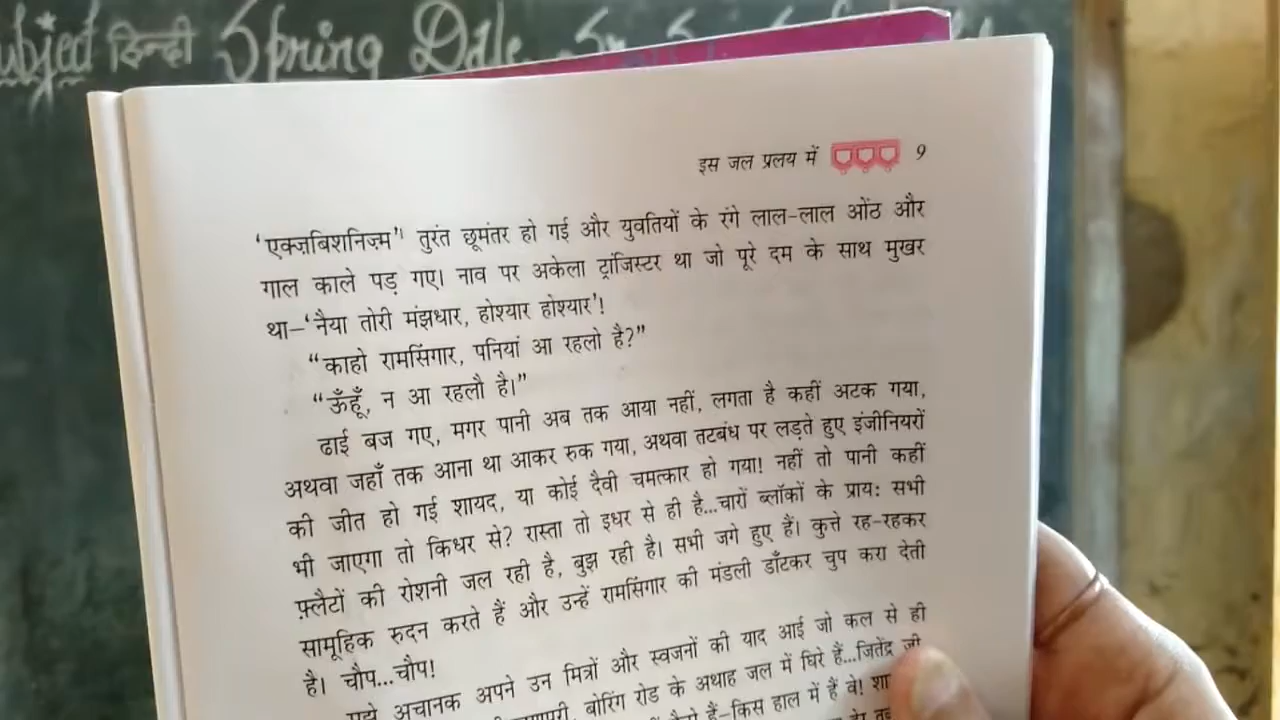 ubject हिन्दी Spring Dale Sr
इस जल प्रलय में 9
‘एक्ज़बिशनिज़्म’¹ तुरंत छूमंतर हो गई और युवतियों के रंगे लाल-लाल ओंठ और
गाल काले पड़ गए। नाव पर अकेला ट्रांजिस्टर था जो पूरे दम के साथ मुखर
था–‘नैया तोरी मंझधार, होश्यार होश्यार’!
“काहो रामसिंगार, पनियां आ रहलो है?”
“ऊँहूँ, न आ रहलौ है।”
ढाई बज गए, मगर पानी अब तक आया नहीं, लगता है कहीं अटक गया,
अथवा जहाँ तक आना था आकर रुक गया, अथवा तटबंध पर लड़ते हुए इंजीनियरों
की जीत हो गई शायद, या कोई दैवी चमत्कार हो गया! नहीं तो पानी कहीं
भी जाएगा तो किधर से? रास्ता तो इधर से ही है...चारों ब्लॉकों के प्राय: सभी
फ़्लैटों की रोशनी जल रही है, बुझ रही है। सभी जगे हुए हैं। कुत्ते रह-रहकर
सामूहिक रुदन करते हैं और उन्हें रामसिंगार की मंडली डाँटकर चुप करा देती
है। चौप...चौप!
मुझे अचानक अपने उन मित्रों और स्वजनों की याद आई जो कल से ही
बोरिंग रोड के अथाह जल में घिरे हैं...जितेंद्र जी
हैं–किस हाल में हैं वे! शा